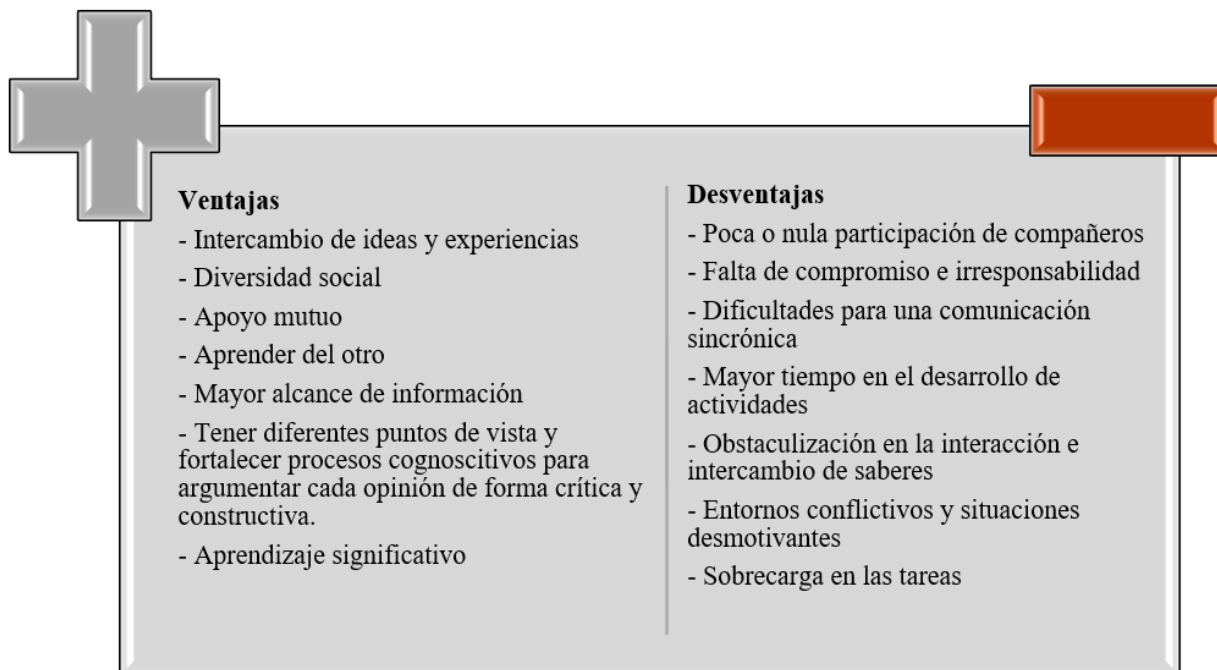 Ventajas
- Intercambio de ideas y experiencias
- Diversidad social
- Apoyo mutuo
- Aprender del otro
- Mayor alcance de información
- Tener diferentes puntos de vista y
fortalecer procesos cognoscitivos para
argumentar cada opinión de forma crítica y
constructiva.
- Aprendizaje significativo
Desventajas
- Poca o nula participación de compañeros
- Falta de compromiso e irresponsabilidad
- Dificultades para una comunicación
sincrónica
- Mayor tiempo en el desarrollo de
actividades
- Obstaculización en la interacción e
intercambio de saberes
- Entornos conflictivos y situaciones
desmotivantes
- Sobrecarga en las tareas